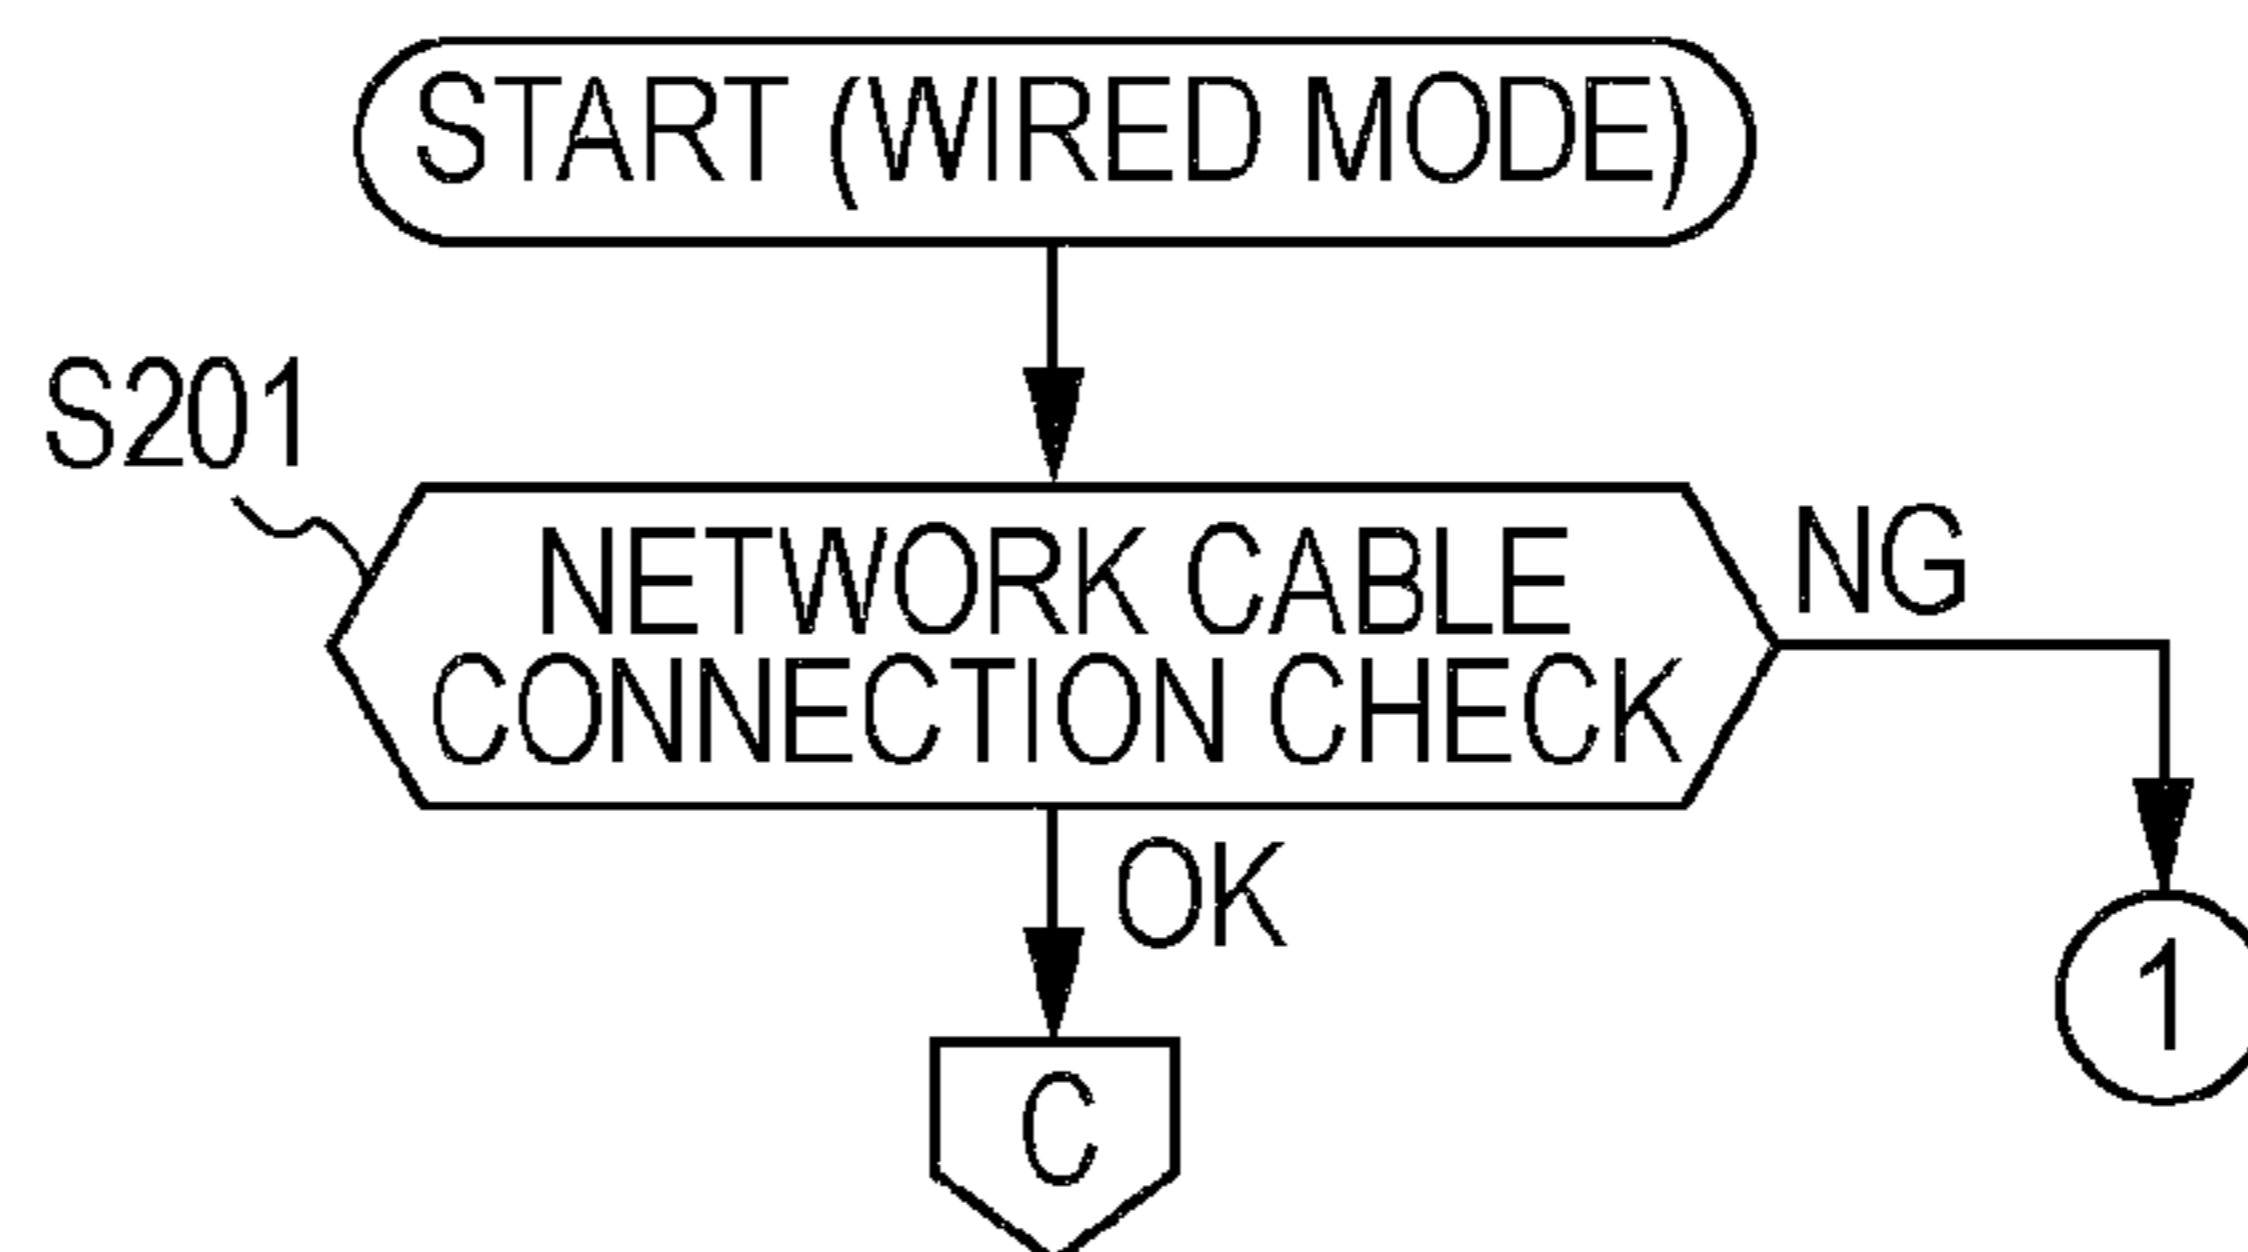 START (WIRED MODE)
S201
NETWORK CABLE
CONNECTION CHECK
NG
OK
1
C